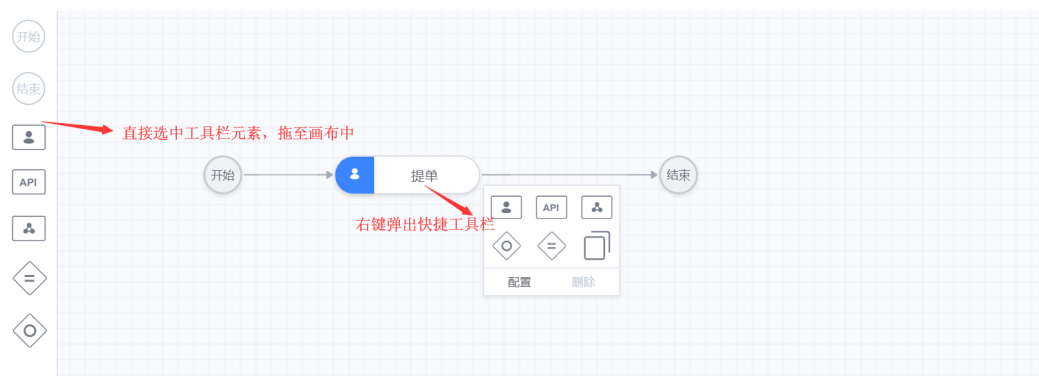 开始
结束
直接选中工具栏元素，拖至画布中
API
开始
提单
结束
右键弹出快捷工具栏
API
配置
删除